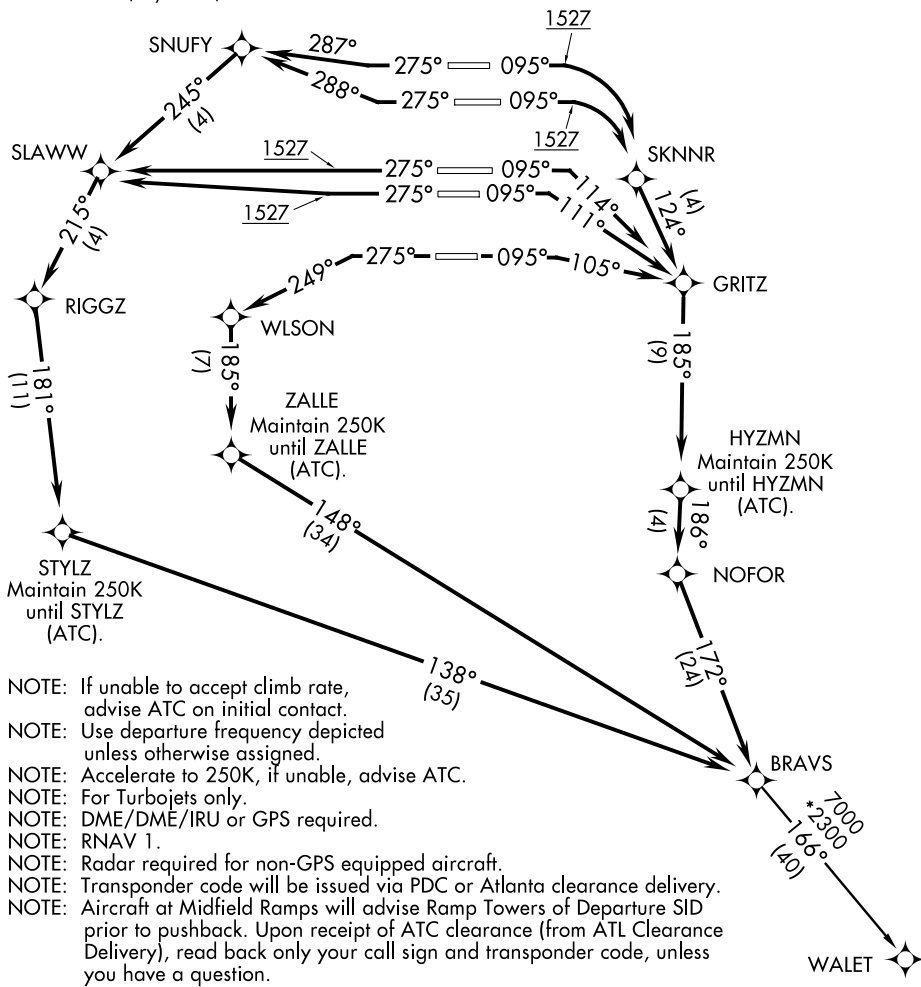 SNUFY
287°
275°
095°
1527
288°
275°
095°
1527
245°
(4)
SLAWW
1527
275°
095°
114°
SKNNR
(4)
124°
1527
275°
095°
111°
215°
(4)
RIGGZ
249°
275°
095°
105°
GRITZ
WLSON
181°
(11)
185°
(7)
185°
(9)
ZALLE
Maintain 250K
until ZALLE
(ATC).
HYZMN
Maintain 250K
until HYZMN
(ATC).
148°
(34)
186°
(4)
NOFOR
STYLZ
Maintain 250K
until STYLZ
(ATC).
138°
(35)
172°
(24)
BRAVS
7000
*2300
166°
(40)
WALET
NOTE: If unable to accept climb rate,
advise ATC on initial contact.
NOTE: Use departure frequency depicted
unless otherwise assigned.
NOTE: Accelerate to 250K, if unable, advise ATC.
NOTE: For Turbojets only.
NOTE: DME/DME/IRU or GPS required.
NOTE: RNAV 1.
NOTE: Radar required for non-GPS equipped aircraft.
NOTE: Transponder code will be issued via PDC or Atlanta clearance delivery.
NOTE: Aircraft at Midfield Ramps will advise Ramp Towers of Departure SID
prior to pushback. Upon receipt of ATC clearance (from ATL Clearance
Delivery), read back only your call sign and transponder code, unless
you have a question.